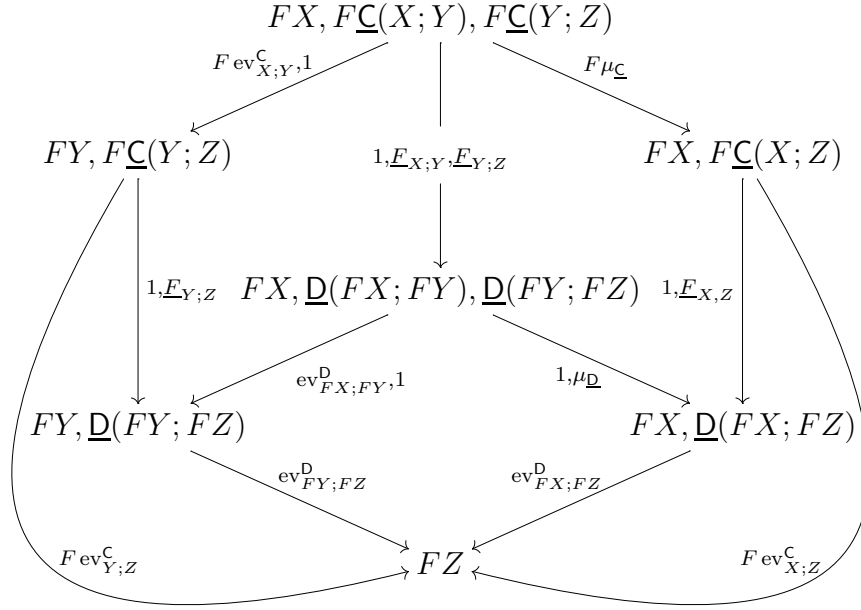 FX, F\underline{C}(X; Y), F\underline{C}(Y; Z)
F ev^C_{X;Y}, 1
Fμ_{\underline{C}}
FY, F\underline{C}(Y; Z)
1, \underline{F}_{X;Y}, \underline{F}_{Y;Z}
FX, F\underline{C}(X; Z)
1, \underline{F}_{Y;Z}
FX, \underline{D}(FX; FY), \underline{D}(FY; FZ)
1, \underline{F}_{X,Z}
ev^D_{FX;FY}, 1
1, μ_{\underline{D}}
FY, \underline{D}(FY; FZ)
FX, \underline{D}(FX; FZ)
ev^D_{FY;FZ}
ev^D_{FX;FZ}
F ev^C_{Y;Z}
FZ
F ev^C_{X;Z}